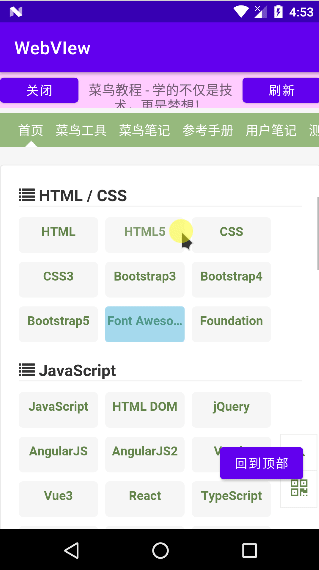 4:53
WebVIew
关闭
菜鸟教程 - 学的不仅是技
术，更是梦想！
刷新
首页 菜鸟工具 菜鸟笔记 参考手册 用户笔记 测
HTML / CSS
HTML HTML5 CSS
CSS3 Bootstrap3 Bootstrap4
Bootstrap5 Font Aweso... Foundation
JavaScript
JavaScript HTML DOM jQuery
AngularJS AngularJS2
回到顶部
Vue3 React TypeScript